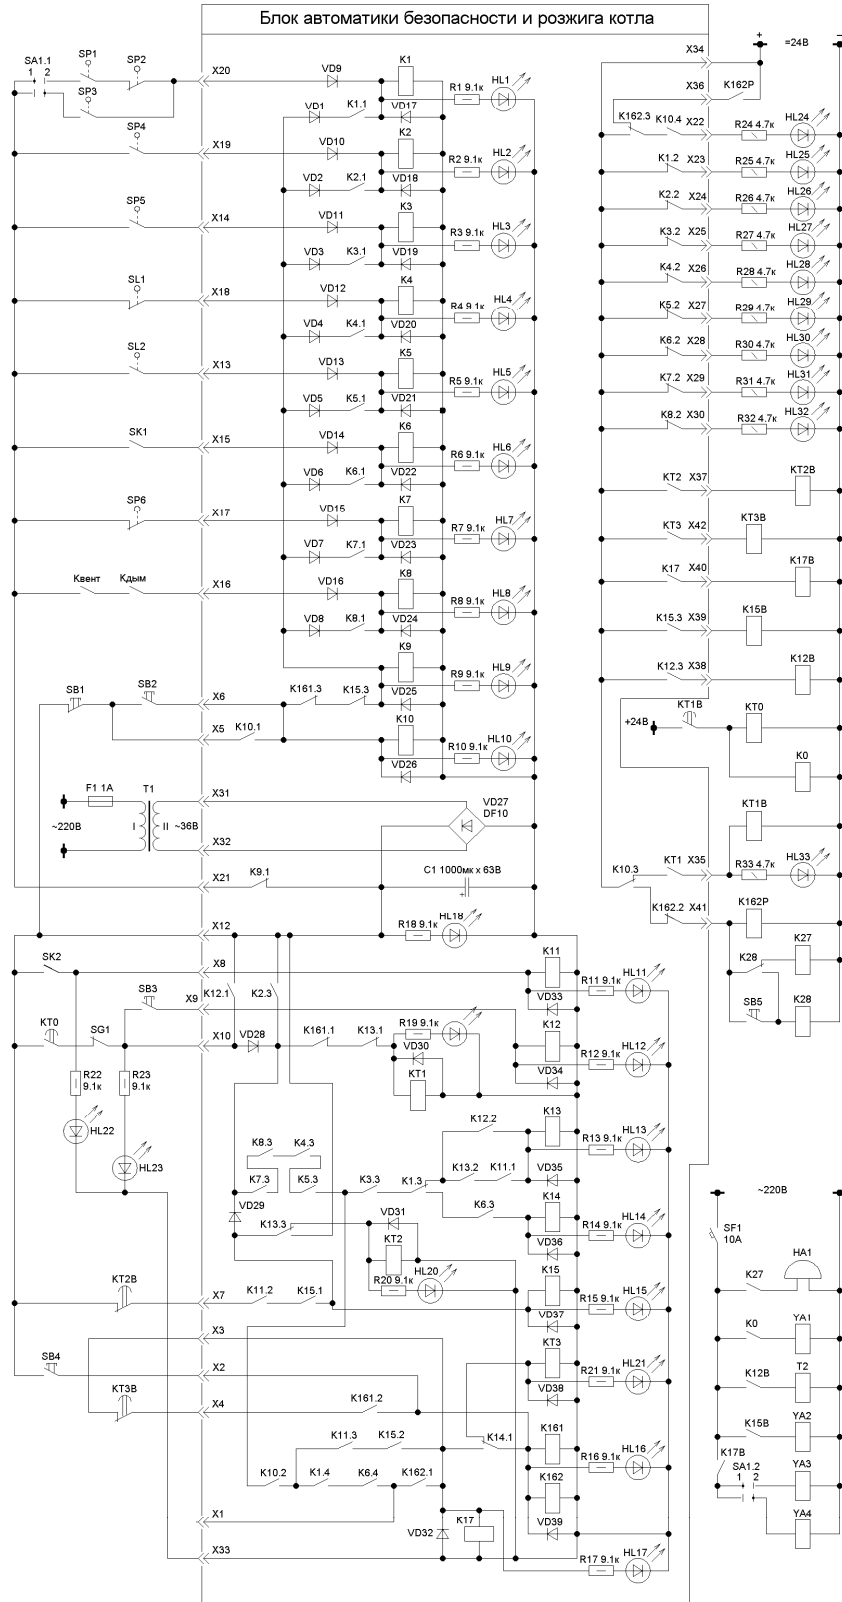 Блок автоматики безопасности и розжига котла
SA1.1
1 2
SP1
SP2
SP3
X20
VD9
K1
R1 9.1к
HL1
VD1
K1.1
VD17
SP4
X19
VD10
K2
R2 9.1к
HL2
VD2
K2.1
VD18
SP5
X14
VD11
K3
R3 9.1к
HL3
VD3
K3.1
VD19
SL1
X18
VD12
K4
R4 9.1к
HL4
VD4
K4.1
VD20
SL2
X13
VD13
K5
R5 9.1к
HL5
VD5
K5.1
VD21
SK1
X15
VD14
K6
R6 9.1к
HL6
VD6
K6.1
VD22
SP6
X17
VD15
K7
R7 9.1к
HL7
VD7
K7.1
VD23
Kвент
Kдым
X16
VD16
K8
R8 9.1к
HL8
VD8
K8.1
VD24
K9
R9 9.1к
HL9
VD25
SB1
SB2
X6
K161.3
K15.3
X5
K10.1
K10
R10 9.1к
HL10
VD26
F1 1A
T1
~220В
I
II
~36В
X31
X32
VD27
DF10
X21
K9.1
C1 1000мк x 63В
+
X12
R18 9.1к
HL18
SK2
X8
K12.1
K2.3
K11
R11 9.1к
HL11
VD33
SB3
X9
KT0
SG1
X10
VD28
K161.1
K13.1
R19 9.1к
VD30
KT1
K12
R12 9.1к
HL12
VD34
R22
9.1к
R23
9.1к
HL22
HL23
K12.2
K13
R13 9.1к
HL13
VD35
K8.3
K4.3
K7.3
K5.3
K3.3
K1.3
K13.2
K11.1
VD29
K13.3
VD31
KT2
R20 9.1к
HL20
K6.3
K14
R14 9.1к
HL14
VD36
KT2B
X7
K11.2
K15.1
K15
R15 9.1к
HL15
VD37
X3
SB4
X2
KT3
R21 9.1к
HL21
VD38
KT3B
X4
K161.2
K11.3
K15.2
K14.1
K161
R16 9.1к
HL16
K10.2
K1.4
K6.4
K162.1
K162
VD39
X1
VD32
K17
X33
R17 9.1к
HL17
X34
+
=24В
−
X36
K162P
K162.3
K10.4
X22
R24 4.7к
HL24
K1.2
X23
R25 4.7к
HL25
K2.2
X24
R26 4.7к
HL26
K3.2
X25
R27 4.7к
HL27
K4.2
X26
R28 4.7к
HL28
K5.2
X27
R29 4.7к
HL29
K6.2
X28
R30 4.7к
HL30
K7.2
X29
R31 4.7к
HL31
K8.2
X30
R32 4.7к
HL32
KT2
X37
KT2B
KT3
X42
KT3B
K17
X40
K17B
K15.3
X39
K15B
K12.3
X38
K12B
+24В
KT1B
KT0
K0
KT1B
K10.3
KT1
X35
R33 4.7к
HL33
K162.2
X41
K162P
K28
K27
SB5
K28
~220В
SF1
10A
HA1
K27
K0
YA1
K12B
T2
K15B
YA2
K17B
SA1.2
1 2
YA3
YA4